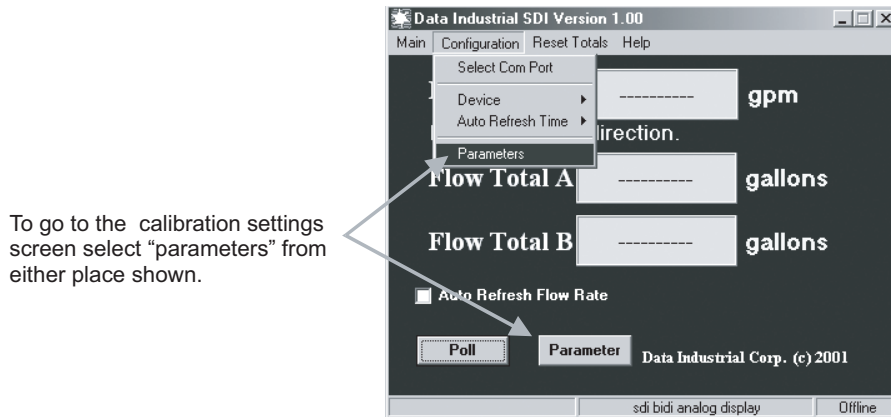 Data Industrial SDI Version 1.00
Main Configuration Reset Totals Help
Select Com Port
Device
Auto Refresh Time
Parameters
---------- gpm
direction.
Flow Total A ---------- gallons
Flow Total B ---------- gallons
Auto Refresh Flow Rate
Poll Parameter Data Industrial Corp. (c) 2001
sdi bidi analog display Offline
To go to the calibration settings
screen select “parameters” from
either place shown.